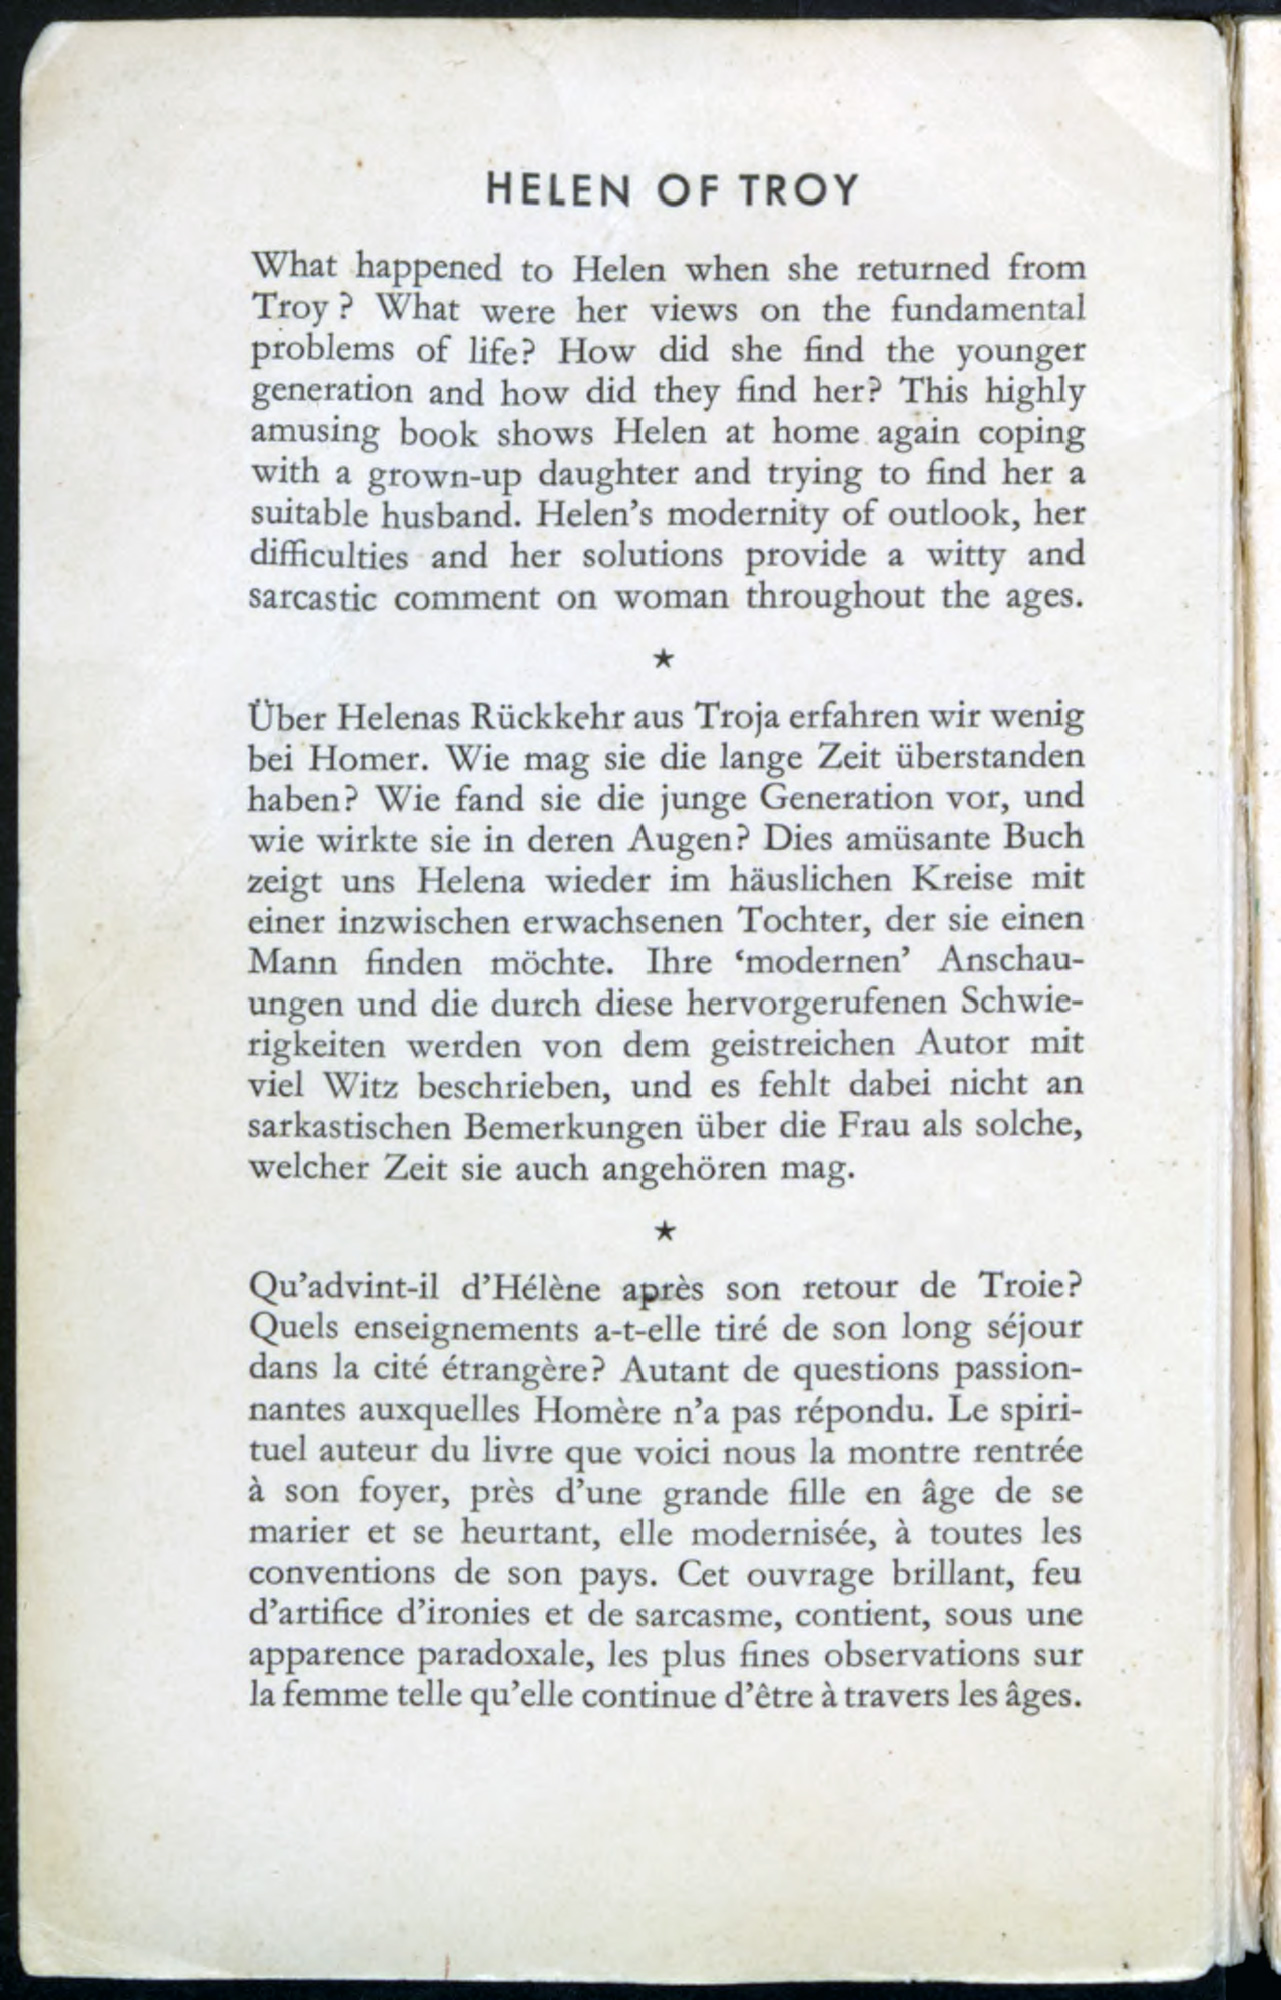 HELEN OF TROY
What happened to Helen when she returned from
Troy ? What were her views on the fundamental
problems of life? How did she find the younger
generation and how did they find her? This highly
amusing book shows Helen at home again coping
with a grown-up daughter and trying to find her a
suitable husband. Helen's modernity of outlook, her
difficulties and her solutions provide a witty and
sarcastic comment on woman throughout the ages.
★
Über Helenas Rückkehr aus Troja erfahren wir wenig
bei Homer. Wie mag sie die lange Zeit überstanden
haben? Wie fand sie die junge Generation vor, und
wie wirkte sie in deren Augen? Dies amüsante Buch
zeigt uns Helena wieder im häuslichen Kreise mit
einer inzwischen erwachsenen Tochter, der sie einen
Mann finden möchte. Ihre ‘modernen’ Anschau-
ungen und die durch diese hervorgerufenen Schwie-
rigkeiten werden von dem geistreichen Autor mit
viel Witz beschrieben, und es fehlt dabei nicht an
sarkastischen Bemerkungen über die Frau als solche,
welcher Zeit sie auch angehören mag.
★
Qu'advint-il d'Hélène après son retour de Troie?
Quels enseignements a-t-elle tiré de son long séjour
dans la cité étrangère? Autant de questions passion-
nantes auxquelles Homère n'a pas répondu. Le spiri-
tuel auteur du livre que voici nous la montre rentrée
à son foyer, près d'une grande fille en âge de se
marier et se heurtant, elle modernisée, à toutes les
conventions de son pays. Cet ouvrage brillant, feu
d'artifice d'ironies et de sarcasme, contient, sous une
apparence paradoxale, les plus fines observations sur
la femme telle qu'elle continue d'être à travers les âges.